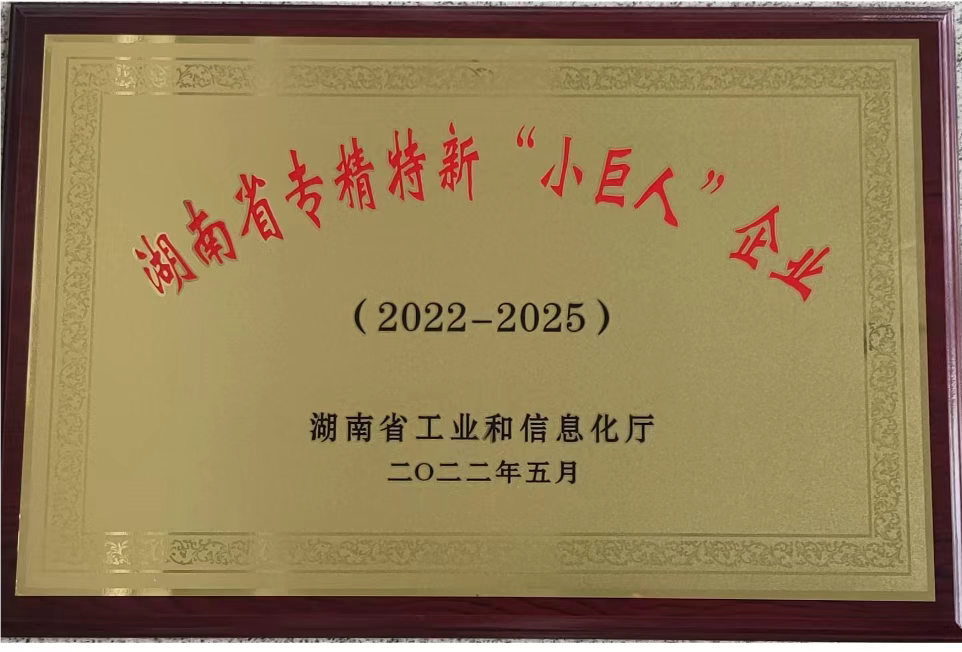 湖南省专精特新“小巨人”企业
（2022-2025）
湖南省工业和信息化厅
二〇二二年五月